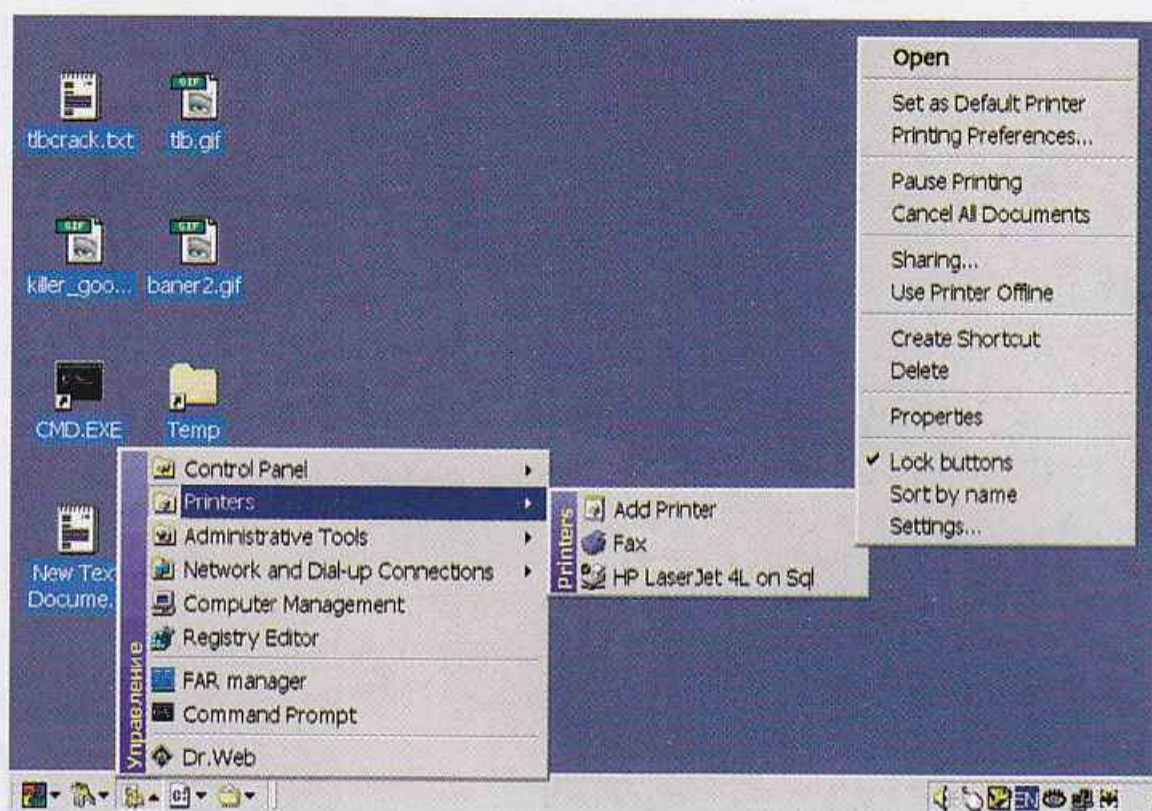 tlbcrack.txt
tlb.gif
killer_goo...
baner2.gif
CMD.EXE
Temp
New Tex
Docume.
Управление
Control Panel
Printers
Administrative Tools
Network and Dial-up Connections
Computer Management
Registry Editor
FAR manager
Command Prompt
Dr.Web
Printers
Add Printer
Fax
HP LaserJet 4L on Sql
Open
Set as Default Printer
Printing Preferences...
Pause Printing
Cancel All Documents
Sharing...
Use Printer Offline
Create Shortcut
Delete
Properties
Lock buttons
Sort by name
Settings...
EN